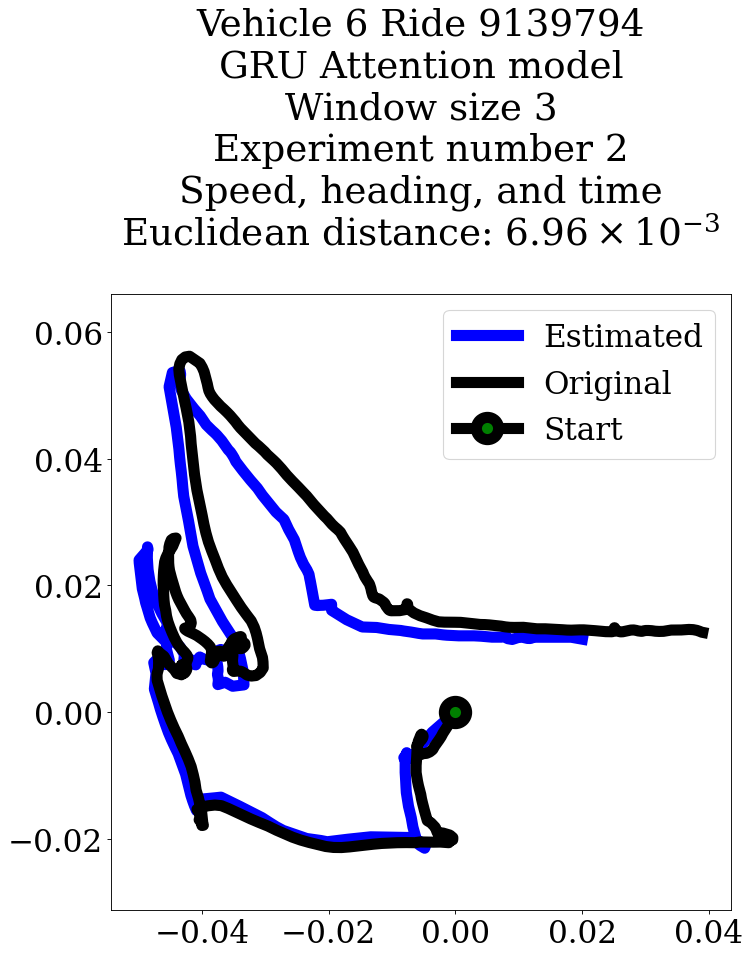 Vehicle 6 Ride 9139794
GRU Attention model
Window size 3
Experiment number 2
Speed, heading, and time
Euclidean distance: 6.96 × 10⁻³
Estimated
Original
Start
0.06
0.04
0.02
0.00
−0.02
−0.04 −0.02 0.00 0.02 0.04